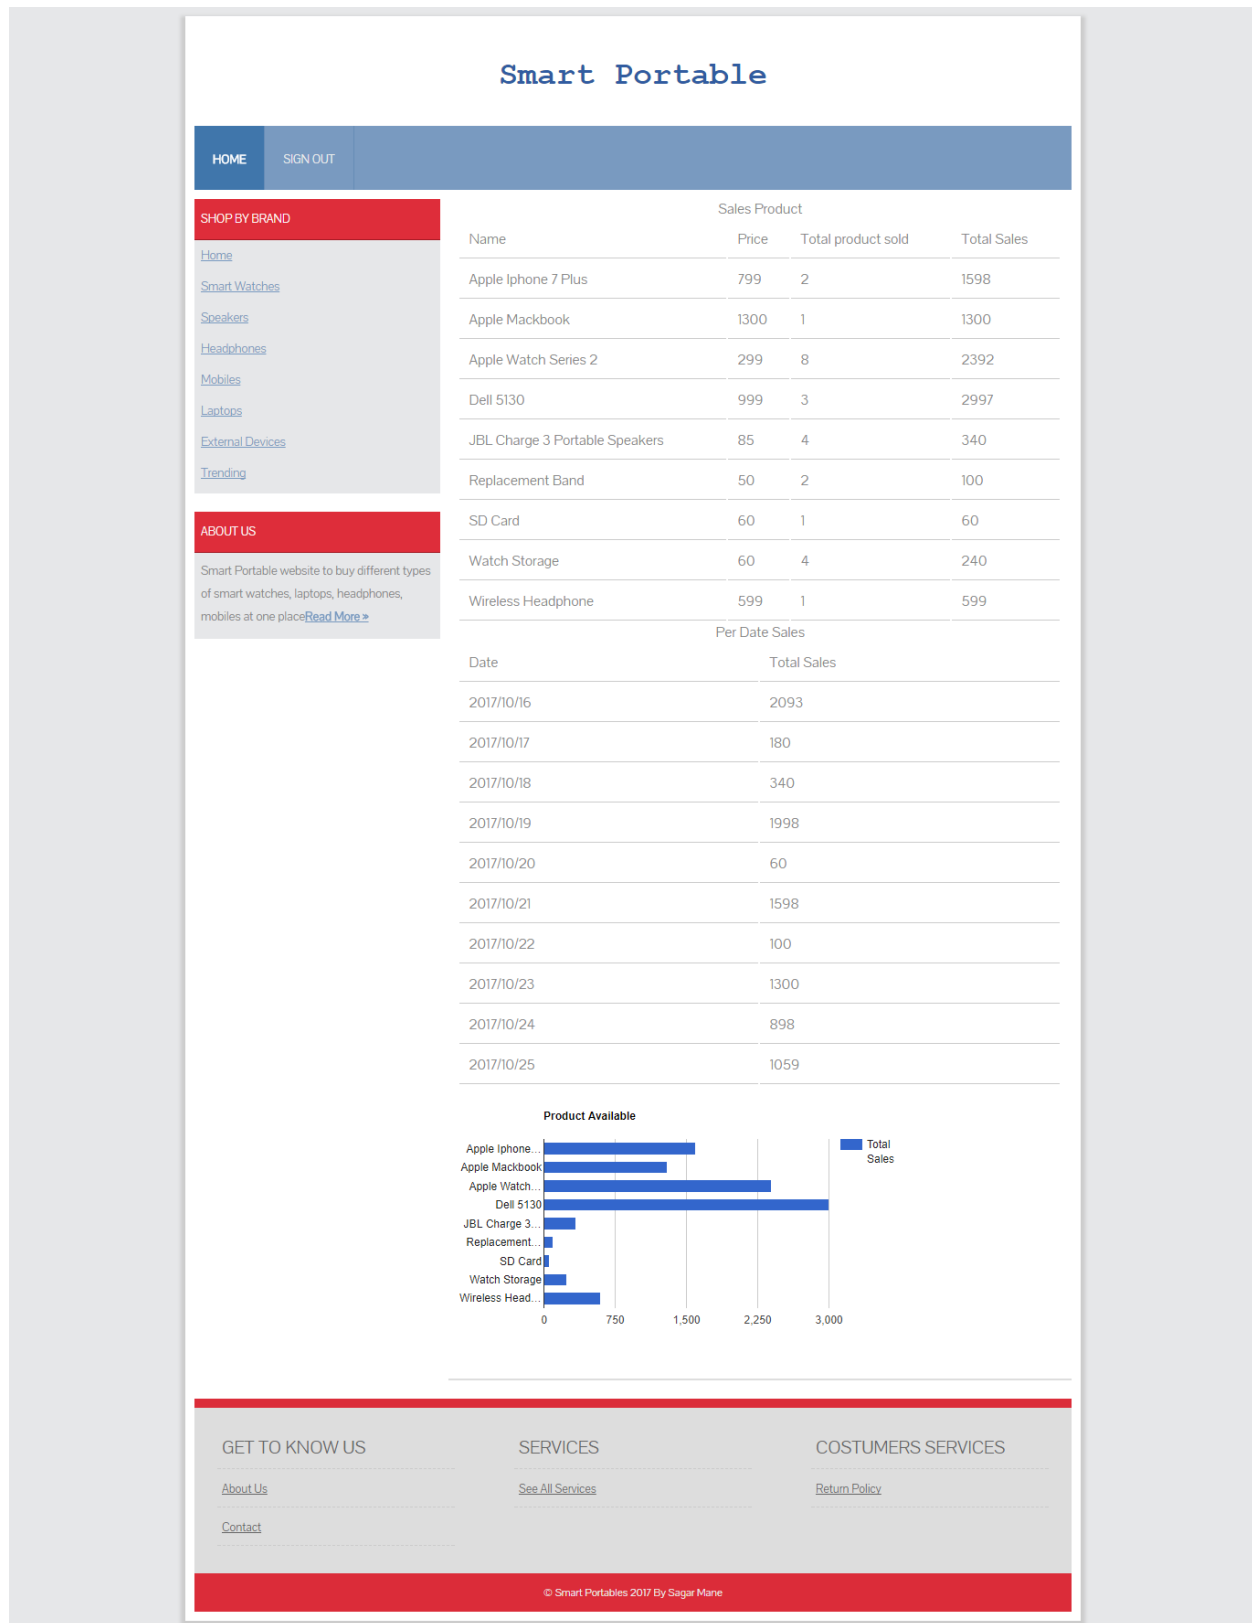 Smart Portable
HOME SIGN OUT
SHOP BY BRAND
Home
Smart Watches
Speakers
Headphones
Mobiles
Laptops
External Devices
Trending
ABOUT US
Smart Portable website to buy different types
of smart watches, laptops, headphones,
mobiles at one placeRead More »
Sales Product
Name Price Total product sold Total Sales
Apple Iphone 7 Plus 799 2 1598
Apple Mackbook 1300 1 1300
Apple Watch Series 2 299 8 2392
Dell 5130 999 3 2997
JBL Charge 3 Portable Speakers 85 4 340
Replacement Band 50 2 100
SD Card 60 1 60
Watch Storage 60 4 240
Wireless Headphone 599 1 599
Per Date Sales
Date Total Sales
2017/10/16 2093
2017/10/17 180
2017/10/18 340
2017/10/19 1998
2017/10/20 60
2017/10/21 1598
2017/10/22 100
2017/10/23 1300
2017/10/24 898
2017/10/25 1059
Product Available
Apple Iphone...
Apple Mackbook
Apple Watch...
Dell 5130
JBL Charge 3...
Replacement...
SD Card
Watch Storage
Wireless Head...
0 750 1,500 2,250 3,000
Total
Sales
GET TO KNOW US
About Us
Contact
SERVICES
See All Services
COSTUMERS SERVICES
Return Policy
© Smart Portables 2017 By Sagar Mane